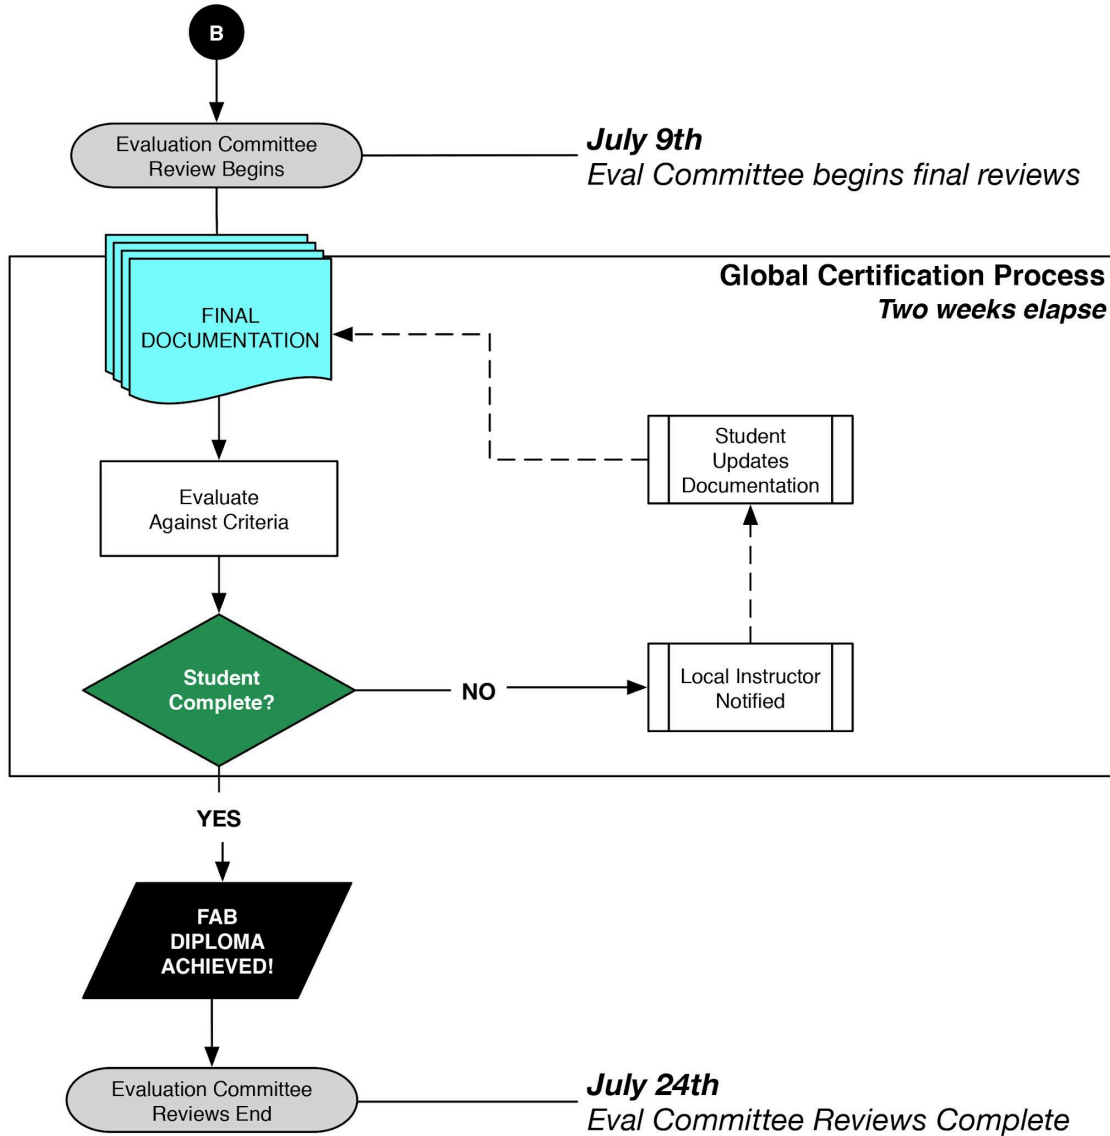 B
Evaluation Committee
Review Begins
July 9th
Eval Committee begins final reviews
Global Certification Process
Two weeks elapse
FINAL
DOCUMENTATION
Student
Updates
Documentation
Evaluate
Against Criteria
Student
Complete?
NO
Local Instructor
Notified
YES
FAB
DIPLOMA
ACHIEVED!
Evaluation Committee
Reviews End
July 24th
Eval Committee Reviews Complete